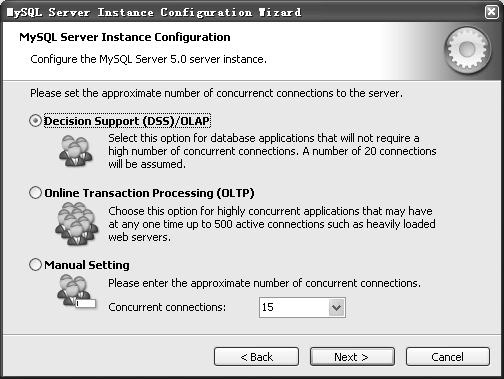 MySQL Server Instance Configuration Wizard
MySQL Server Instance Configuration
Configure the MySQL Server 5.0 server instance.
Please set the approximate number of concurrenct connections to the server.
Decision Support (DSS)/OLAP
Select this option for database applications that will not require a
high number of concurrent connections. A number of 20 connections
will be assumed.
Online Transaction Processing (OLTP)
Choose this option for highly concurrent applications that may have
at any one time up to 500 active connections such as heavily loaded
web servers.
Manual Setting
Please enter the approximate number of concurrent connections.
Concurrent connections: 15
< Back Next > Cancel